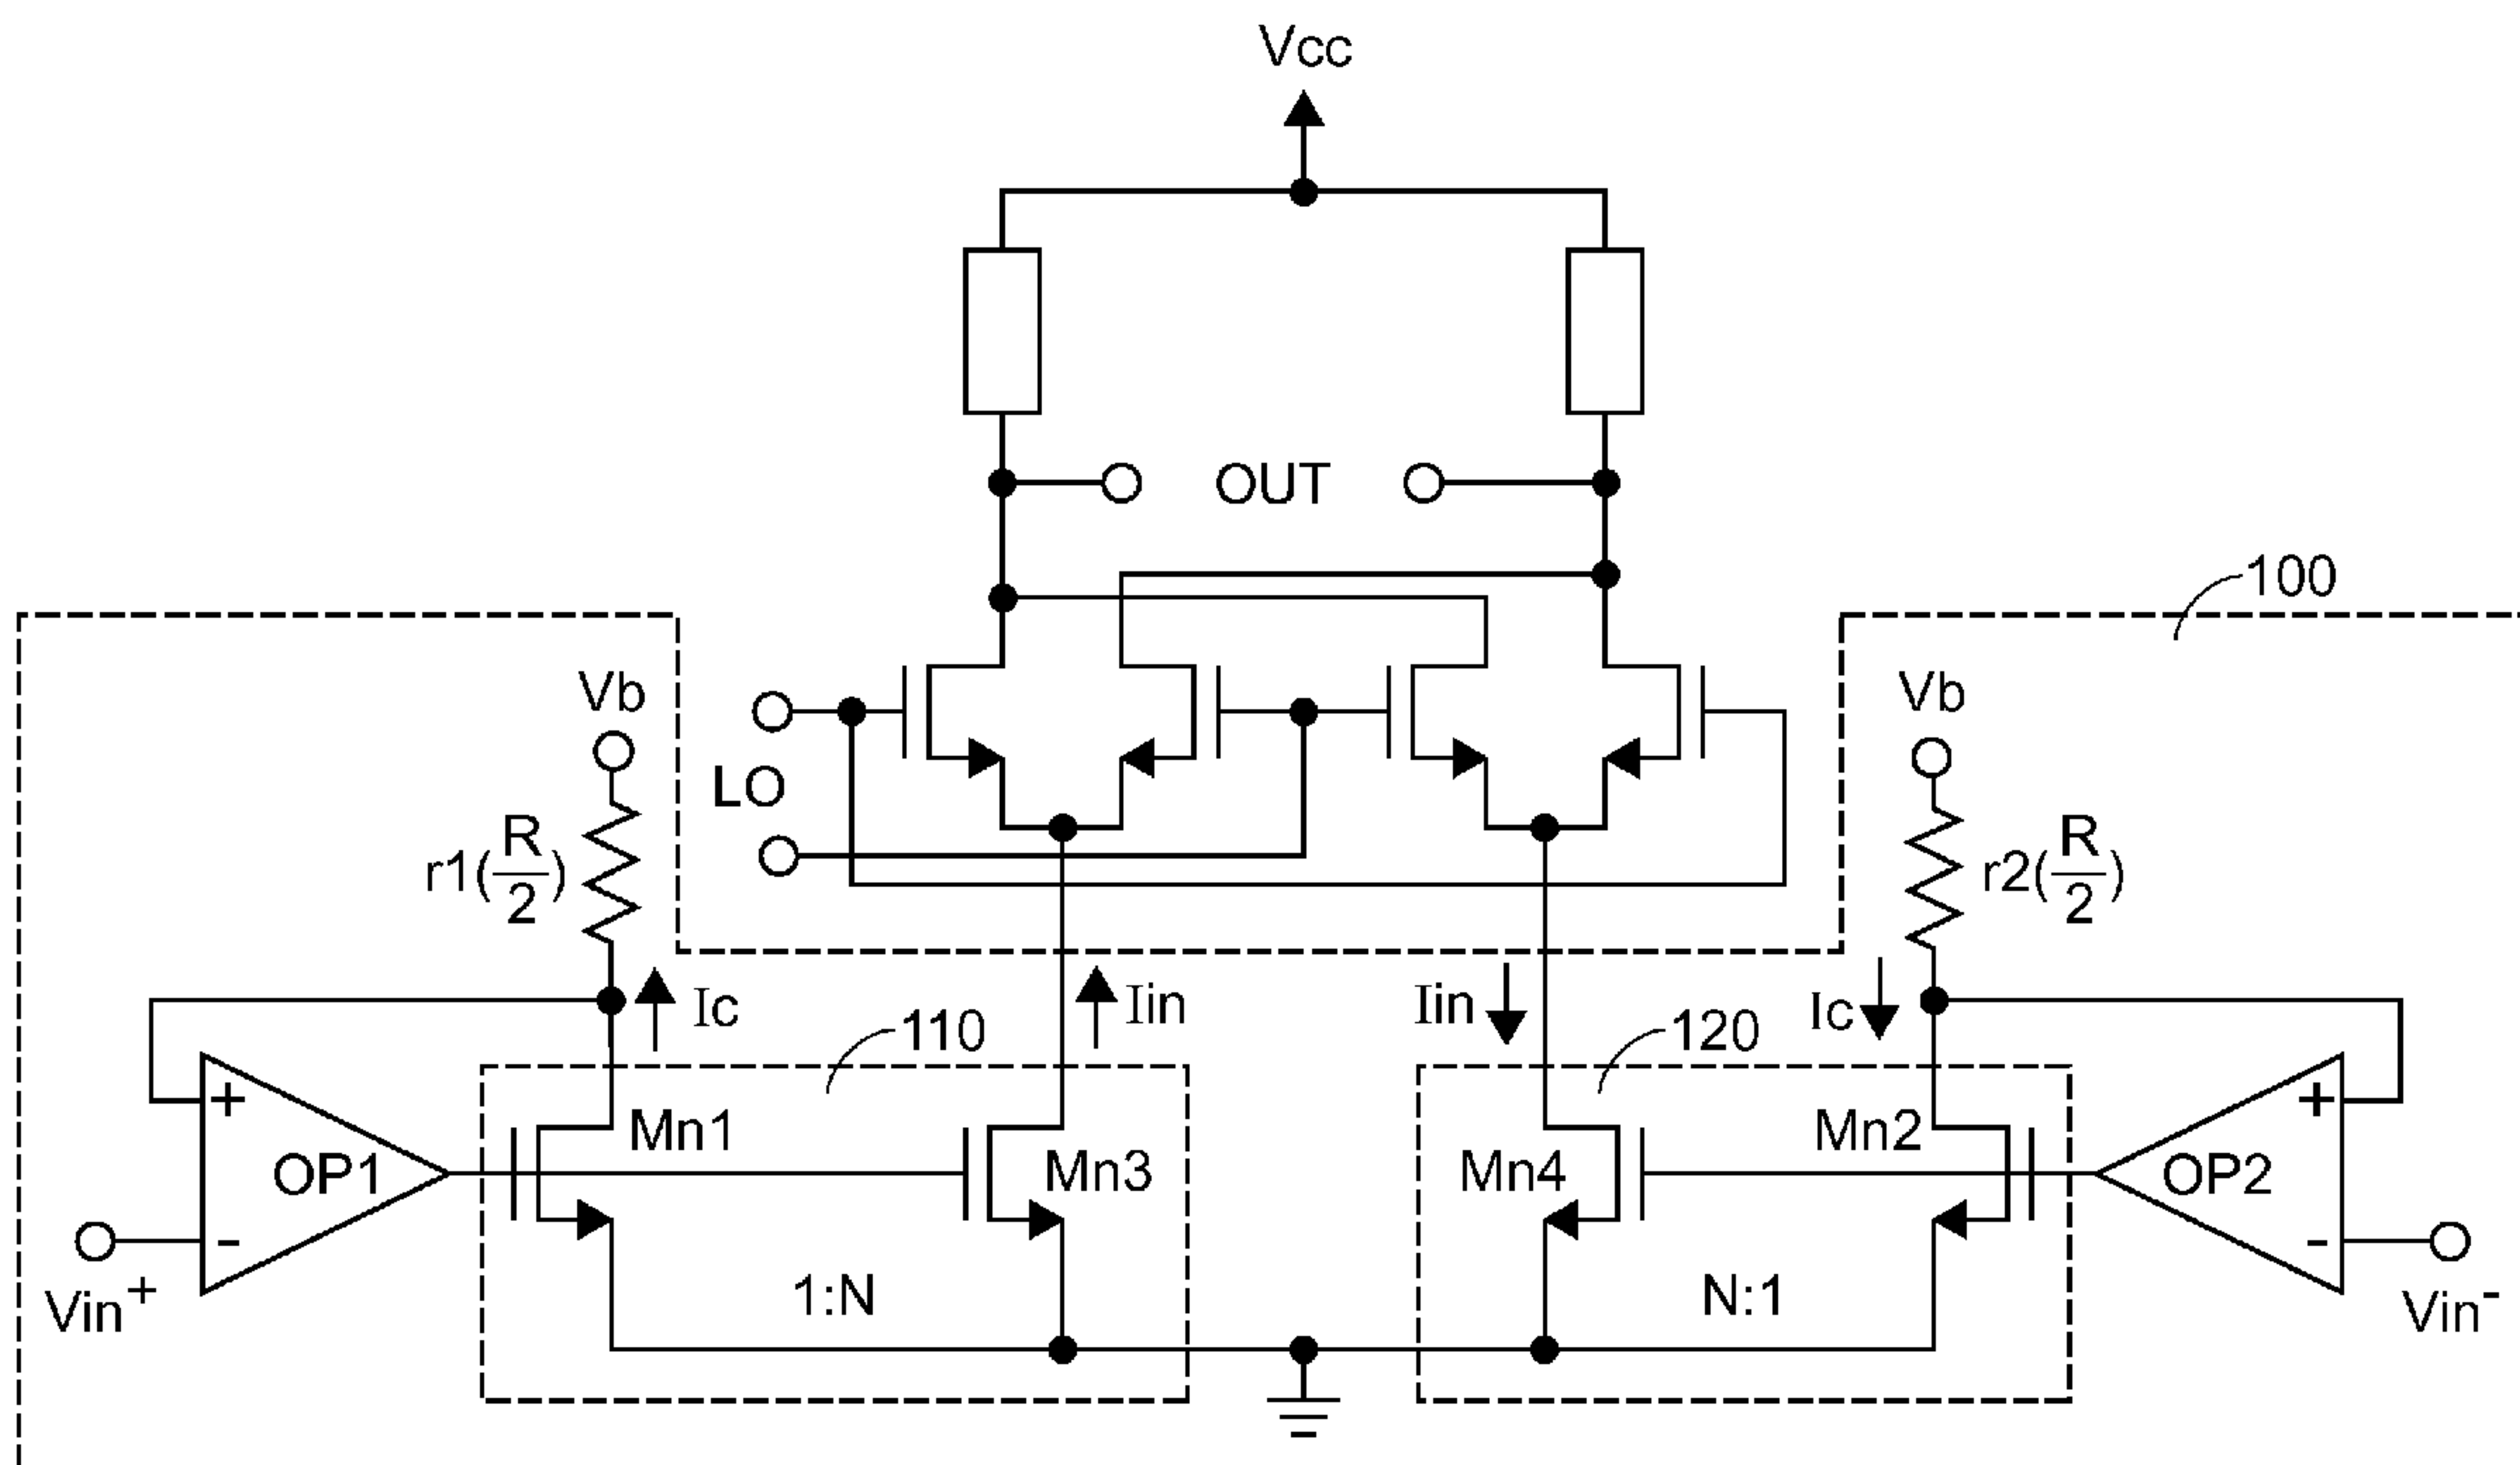 Vcc
OUT
100
Vb
Vb
LO
r1(R/2)
r2(R/2)
Ic
Iin
Iin
Ic
110
120
+
Mn1
Mn2
+
OP1
Mn3
Mn4
OP2
-
-
Vin+
1:N
N:1
Vin-